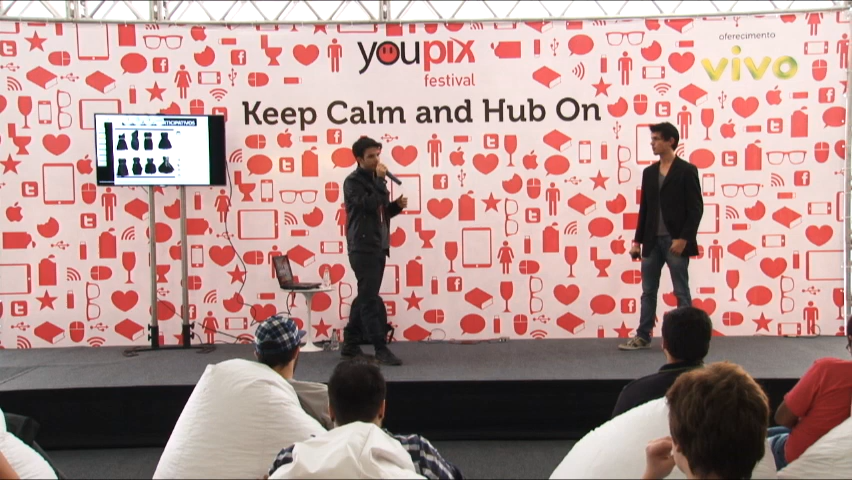 youpix
festival
oferecimento
vivo
Keep Calm and Hub On